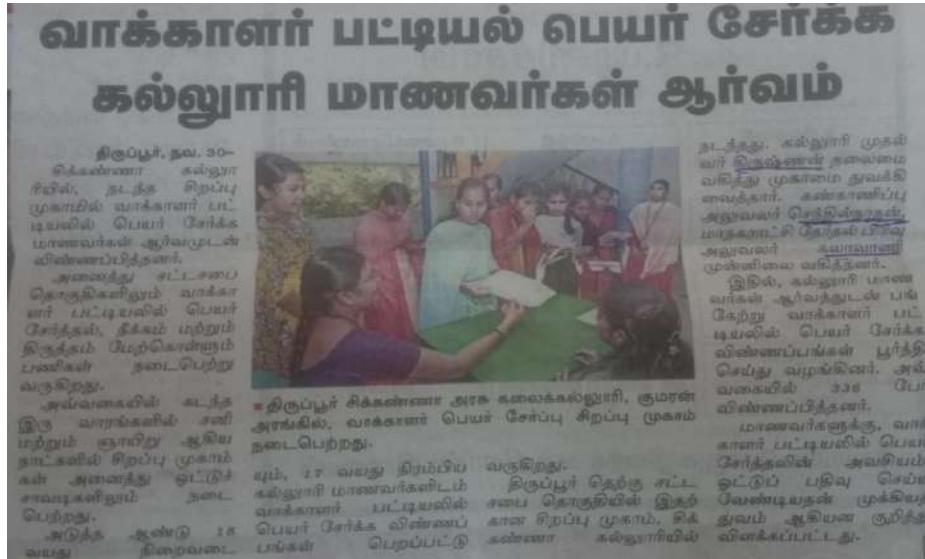 வாக்காளர் பட்டியல் பெயர் சேர்க்க
கல்லூரி மாணவர்கள் ஆர்வம்
திருப்பூர், நவ. 30–
சிக்கண்ணா கல்லூ
ரியில், நடந்த சிறப்பு
முகாமில் வாக்காளர் பட்
டியலில் பெயர் சேர்க்க
மாணவர்கள் ஆர்வமுடன்
விண்ணப்பித்தனர்.
அனைத்து சட்டசபை
தொகுதிகளிலும் வாக்கா
ளர் பட்டியலில் பெயர்
சேர்த்தல், நீக்கம் மற்றும்
திருத்தம் மேற்கொள்ளும்
பணிகள் நடைபெற்று
வருகிறது.
அவ்வகையில் கடந்த
இரு வாரங்களில் சனி
மற்றும் ஞாயிறு ஆகிய
நாட்களில் சிறப்பு முகாம்
கள் அனைத்து ஓட்டுச்
சாவடிகளிலும் நடை
பெற்றது.
அடுத்த ஆண்டு 18
வயது நிறைவடை
■ திருப்பூர் சிக்கண்ணா அரசு கலைக்கல்லூரி, குமரன்
அரங்கில், வாக்காளர் பெயர் சேர்ப்பு சிறப்பு முகாம்
நடைபெற்றது.
யும், 17 வயது நிரம்பிய
கல்லூரி மாணவர்களிடம்
வாக்காளர் பட்டியலில்
பெயர் சேர்க்க விண்ணப்
பங்கள் பெறப்பட்டு
வருகிறது.
திருப்பூர் தெற்கு சட்ட
சபை தொகுதியில் இதற்
கான சிறப்பு முகாம், சிக்
கண்ணா கல்லூரியில்
நடந்தது. கல்லூரி முதல்
வர் கிருஷ்ணன் தலைமை
வகித்து முகாமை துவக்கி
வைத்தார். கண்காணிப்பு
அலுவலர் செந்தில்நாதன்,
மாநகராட்சி தேர்தல் பிரிவு
அலுவலர் கலாவாணி
முன்னிலை வகித்தனர்.
இதில், கல்லூரி மாண
வர்கள் ஆர்வத்துடன் பங்
கேற்று வாக்காளர் பட்
டியலில் பெயர் சேர்க்க
விண்ணப்பங்கள் பூர்த்தி
செய்து வழங்கினர். அவ்
வகையில் 336 பே
விண்ணப்பித்தனர்.
மாணவர்களுக்கு, வாக்
காளர் பட்டியலில் பெய
சேர்த்தலின் அவசியம்
ஓட்டுப் பதிவு செய்ய
வேண்டியதன் முக்கியத்
துவம் ஆகியன குறித்து
விளக்கப்பட்டது.